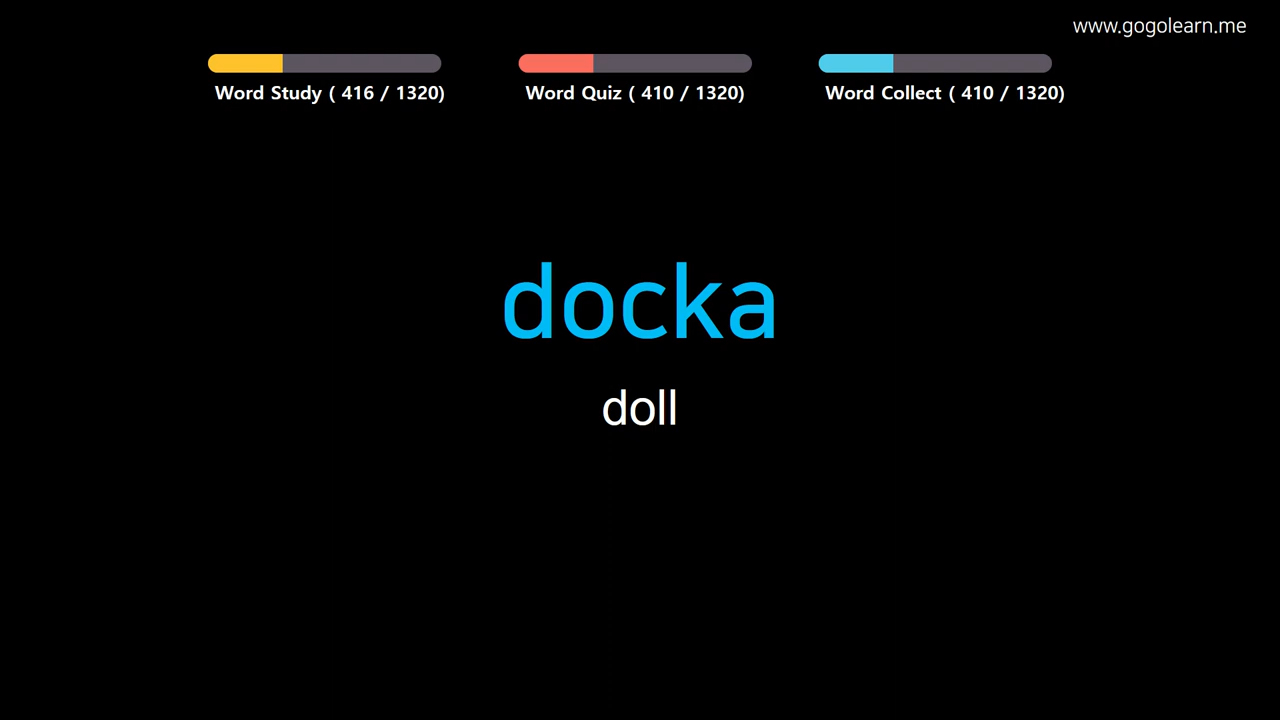 www.gogolearn.me
Word Study ( 416 / 1320)
Word Quiz ( 410 / 1320)
Word Collect ( 410 / 1320)
docka
doll